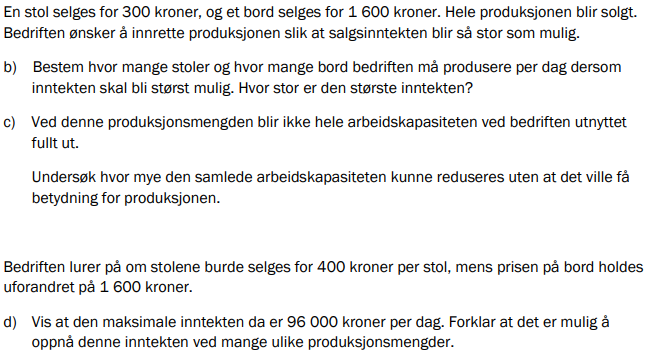 En stol selges for 300 kroner, og et bord selges for 1 600 kroner. Hele produksjonen blir solgt.
Bedriften ønsker å innrette produksjonen slik at salgsinntekten blir så stor som mulig.
b) Bestem hvor mange stoler og hvor mange bord bedriften må produsere per dag dersom
inntekten skal bli størst mulig. Hvor stor er den største inntekten?
c) Ved denne produksjonsmengden blir ikke hele arbeidskapasiteten ved bedriften utnyttet
fullt ut.
Undersøk hvor mye den samlede arbeidskapasiteten kunne reduseres uten at det ville få
betydning for produksjonen.
Bedriften lurer på om stolene burde selges for 400 kroner per stol, mens prisen på bord holdes
uforandret på 1 600 kroner.
d) Vis at den maksimale inntekten da er 96 000 kroner per dag. Forklar at det er mulig å
oppnå denne inntekten ved mange ulike produksjonsmengder.